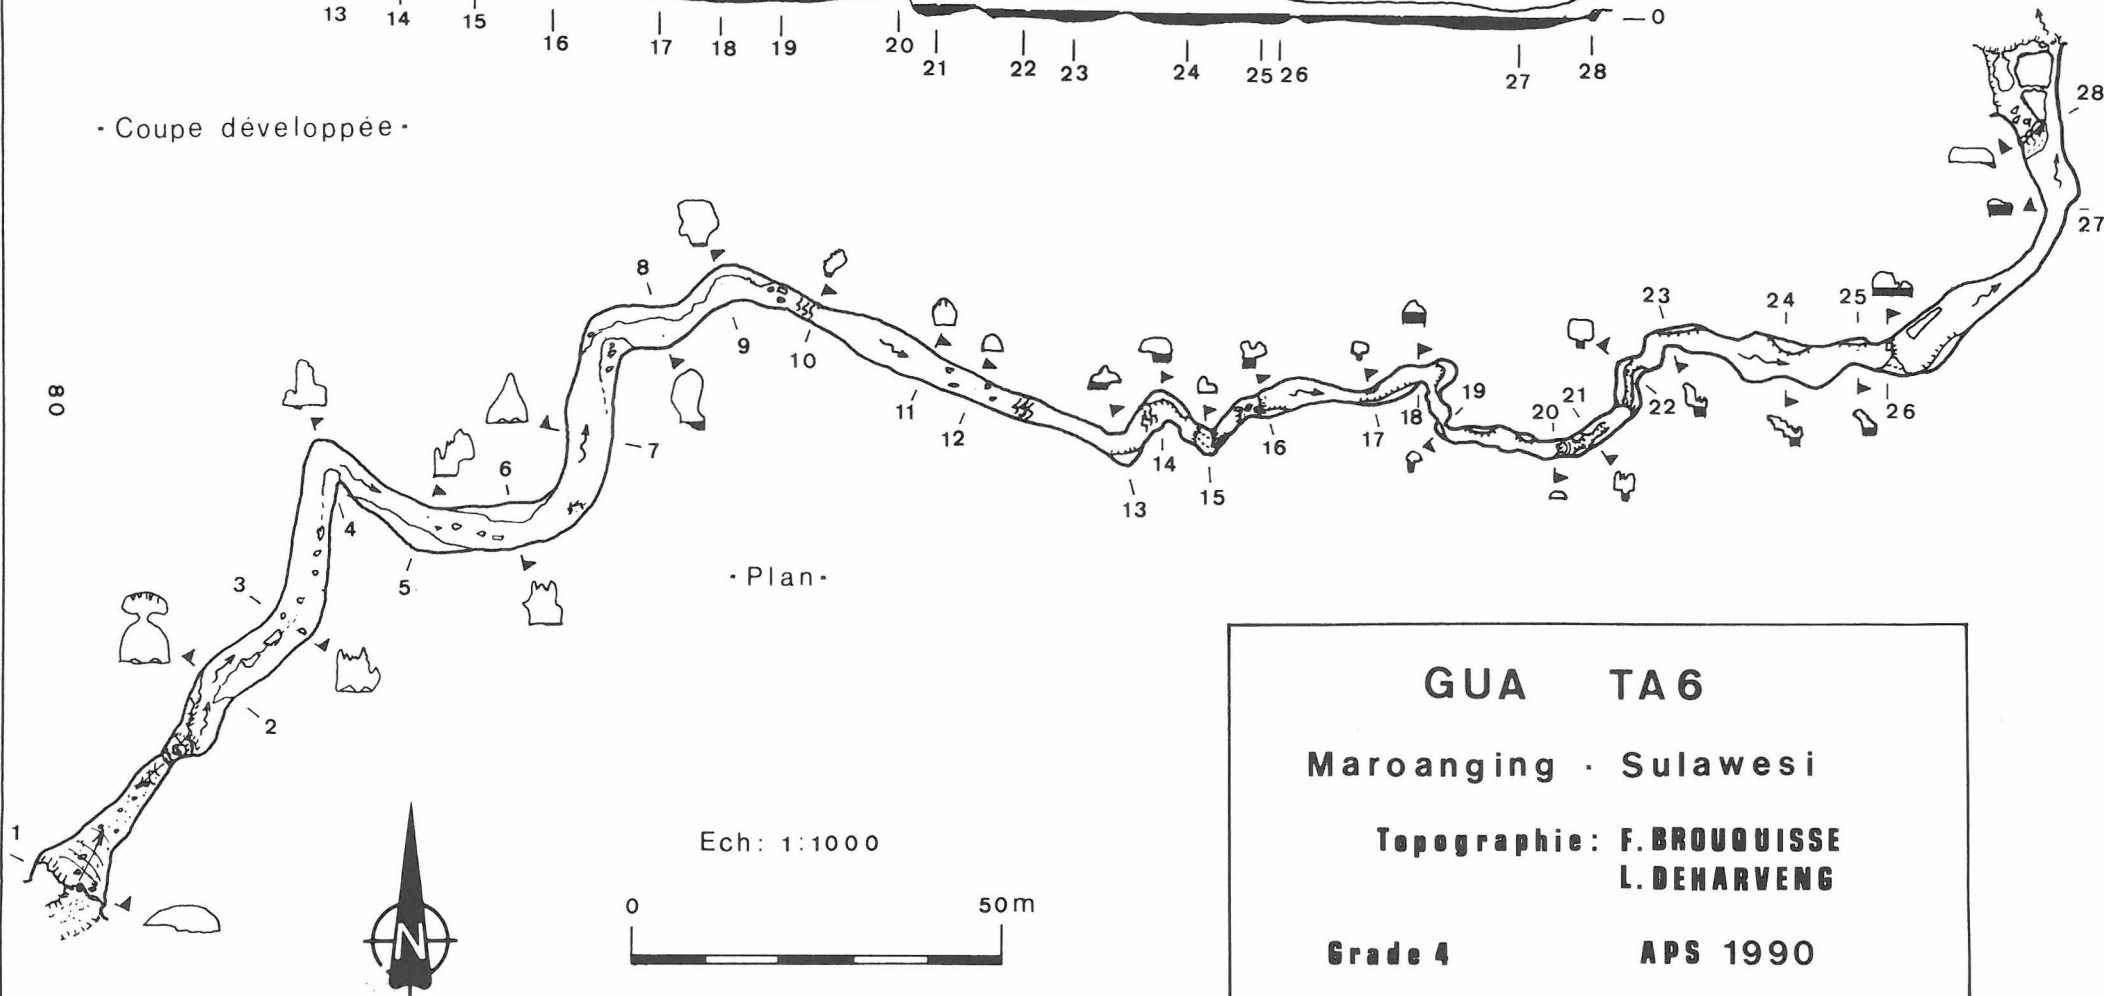 13 14 15 16 17 18 19 20 21 22 23 24 25 26 27 28 — 0
- Coupe développée -
28
27
8 9 10
23 24 25
80
11 12
18 19 20 21 22 26
6 7
14 15 16 17
13
4
5
3
- Plan -
2
1
Ech: 1:1000
0 50m
N
GUA TA6
Maroanging · Sulawesi
Topographie: F. BROUQUISSE
L. DEHARVENG
Grade 4 APS 1990